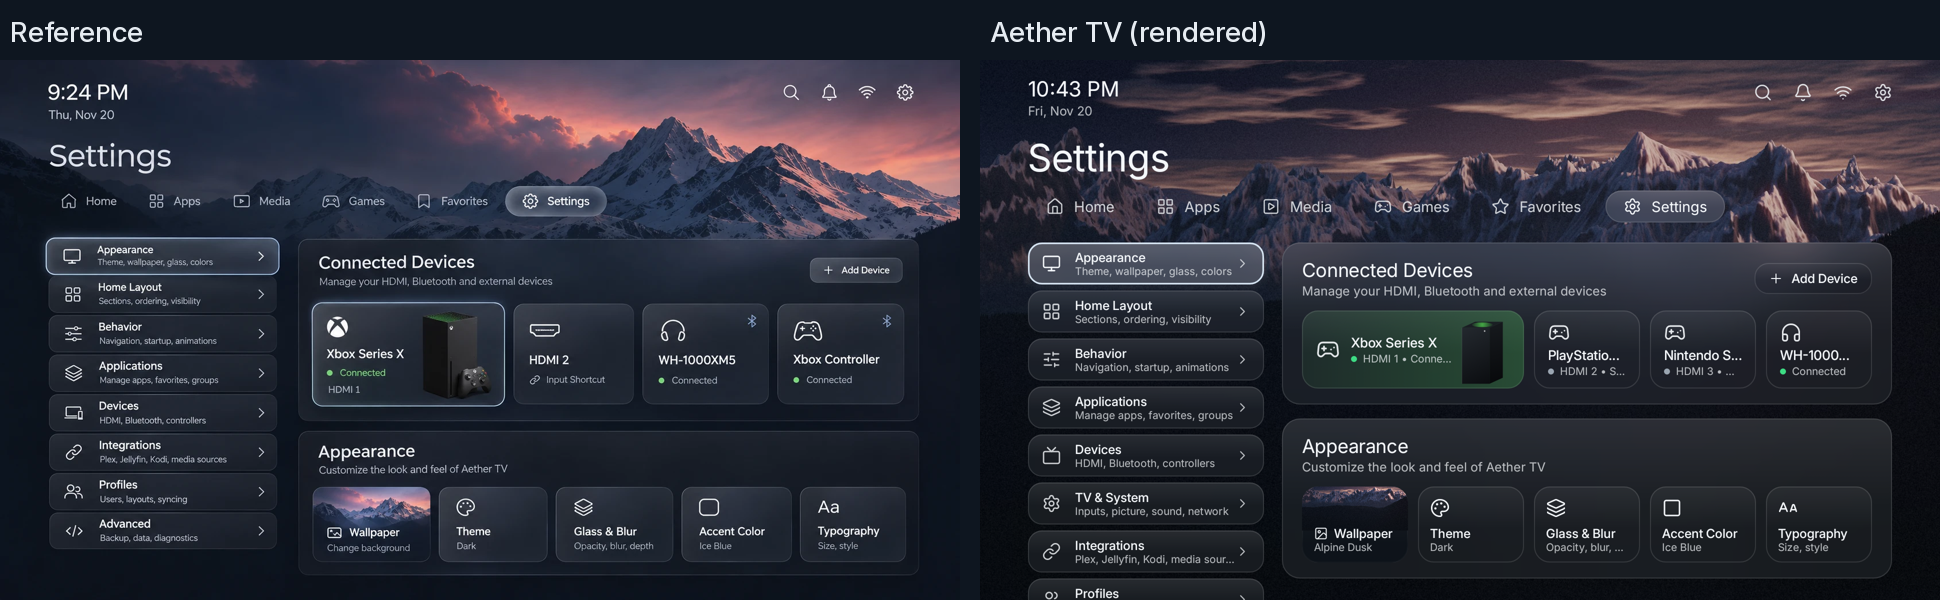 Reference
9:24 PM
Thu, Nov 20
Settings
Home
Apps
Media
Games
Favorites
Settings
Appearance
Theme, wallpaper, glass, colors
Home Layout
Sections, ordering, visibility
Behavior
Navigation, startup, animations
Applications
Manage apps, favorites, groups
Devices
HDMI, Bluetooth, controllers
Integrations
Plex, Jellyfin, Kodi, media sources
Profiles
Users, layouts, syncing
Advanced
Backup, data, diagnostics
Connected Devices
Manage your HDMI, Bluetooth and external devices
+ Add Device
Xbox Series X
Connected
HDMI 1
HDMI 2
Input Shortcut
WH-1000XM5
Connected
Xbox Controller
Connected
Appearance
Customize the look and feel of Aether TV
Wallpaper
Change background
Theme
Dark
Glass & Blur
Opacity, blur, depth
Accent Color
Ice Blue
Aa
Typography
Size, style
Aether TV (rendered)
10:43 PM
Fri, Nov 20
Settings
Home
Apps
Media
Games
Favorites
Settings
Appearance
Theme, wallpaper, glass, colors
Home Layout
Sections, ordering, visibility
Behavior
Navigation, startup, animations
Applications
Manage apps, favorites, groups
Devices
HDMI, Bluetooth, controllers
TV & System
Inputs, picture, sound, network
Integrations
Plex, Jellyfin, Kodi, media sour...
Profiles
Connected Devices
Manage your HDMI, Bluetooth and external devices
+ Add Device
Xbox Series X
HDMI 1 • Conne...
PlayStatio...
HDMI 2 • S...
Nintendo S...
HDMI 3 • ...
WH-1000...
Connected
Appearance
Customize the look and feel of Aether TV
Wallpaper
Alpine Dusk
Theme
Dark
Glass & Blur
Opacity, blur, ...
Accent Color
Ice Blue
AA
Typography
Size, style